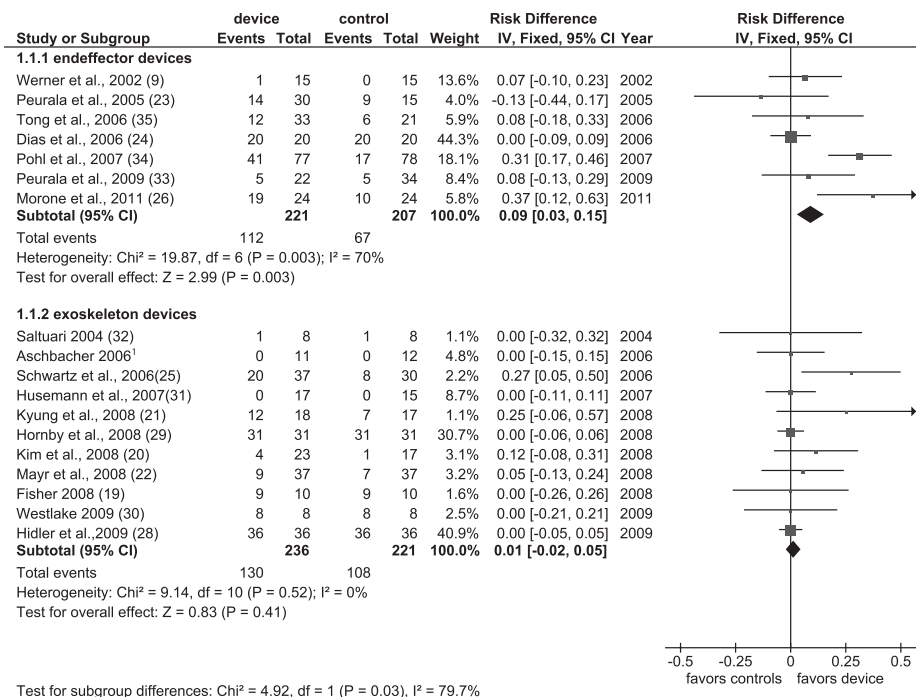 device control Risk Difference Risk Difference
Study or Subgroup Events Total Events Total Weight IV, Fixed, 95% CI Year IV, Fixed, 95% CI
1.1.1 endeffector devices
Werner et al., 2002 (9) 1 15 0 15 13.6% 0.07 [-0.10, 0.23] 2002
Peurala et al., 2005 (23) 14 30 9 15 4.0% -0.13 [-0.44, 0.17] 2005
Tong et al., 2006 (35) 12 33 6 21 5.9% 0.08 [-0.18, 0.33] 2006
Dias et al., 2006 (24) 20 20 20 20 44.3% 0.00 [-0.09, 0.09] 2006
Pohl et al., 2007 (34) 41 77 17 78 18.1% 0.31 [0.17, 0.46] 2007
Peurala et al., 2009 (33) 5 22 5 34 8.4% 0.08 [-0.13, 0.29] 2009
Morone et al., 2011 (26) 19 24 10 24 5.8% 0.37 [0.12, 0.63] 2011
Subtotal (95% CI) 221 207 100.0% 0.09 [0.03, 0.15]
Total events 112 67
Heterogeneity: Chi² = 19.87, df = 6 (P = 0.003); I² = 70%
Test for overall effect: Z = 2.99 (P = 0.003)
1.1.2 exoskeleton devices
Saltuari 2004 (32) 1 8 1 8 1.1% 0.00 [-0.32, 0.32] 2004
Aschbacher 2006¹ 0 11 0 12 4.8% 0.00 [-0.15, 0.15] 2006
Schwartz et al., 2006(25) 20 37 8 30 2.2% 0.27 [0.05, 0.50] 2006
Husemann et al., 2007(31) 0 17 0 15 8.7% 0.00 [-0.11, 0.11] 2007
Kyung et al., 2008 (21) 12 18 7 17 1.1% 0.25 [-0.06, 0.57] 2008
Hornby et al., 2008 (29) 31 31 31 31 30.7% 0.00 [-0.06, 0.06] 2008
Kim et al., 2008 (20) 4 23 1 17 3.1% 0.12 [-0.08, 0.31] 2008
Mayr et al., 2008 (22) 9 37 7 37 3.2% 0.05 [-0.13, 0.24] 2008
Fisher 2008 (19) 9 10 9 10 1.6% 0.00 [-0.26, 0.26] 2008
Westlake 2009 (30) 8 8 8 8 2.5% 0.00 [-0.21, 0.21] 2009
Hidler et al.,2009 (28) 36 36 36 36 40.9% 0.00 [-0.05, 0.05] 2009
Subtotal (95% CI) 236 221 100.0% 0.01 [-0.02, 0.05]
Total events 130 108
Heterogeneity: Chi² = 9.14, df = 10 (P = 0.52); I² = 0%
Test for overall effect: Z = 0.83 (P = 0.41)
-0.5 -0.25 0 0.25 0.5
favors controls favors device
Test for subgroup differences: Chi² = 4.92, df = 1 (P = 0.03), I² = 79.7%